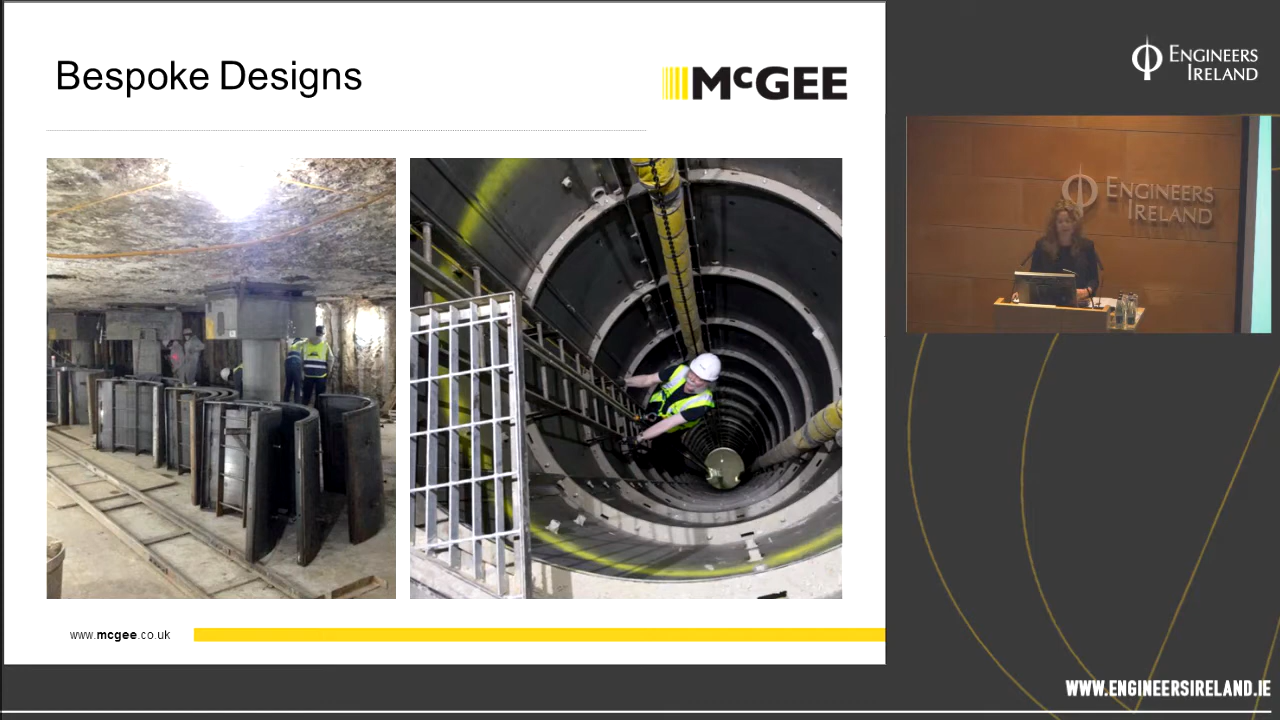 Bespoke Designs
McGEE
www.mcgee.co.uk
ENGINEERS
IRELAND
ENGINEERS
IRELAND
WWW.ENGINEERSIRELAND.IE